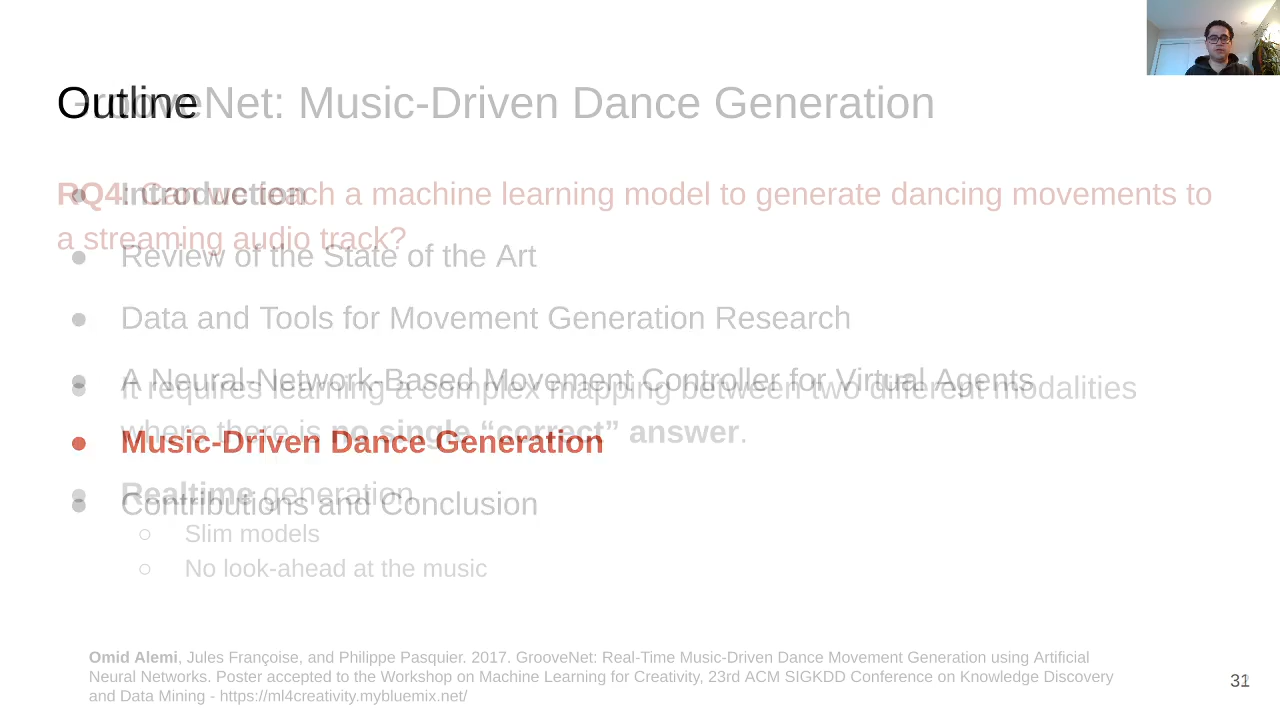 Outline
GrooveNet: Music-Driven Dance Generation
RQ4: Can we teach a machine learning model to generate dancing movements to
a streaming audio track?
● Introduction
● Review of the State of the Art
● Data and Tools for Movement Generation Research
● A Neural-Network-Based Movement Controller for Virtual Agents
● It requires learning a complex mapping between two different modalities
where there is no single “correct” answer.
● Music-Driven Dance Generation
● Realtime generation
● Contributions and Conclusion
○ Slim models
○ No look-ahead at the music
Omid Alemi, Jules Françoise, and Philippe Pasquier. 2017. GrooveNet: Real-Time Music-Driven Dance Movement Generation using Artificial
Neural Networks. Poster accepted to the Workshop on Machine Learning for Creativity, 23rd ACM SIGKDD Conference on Knowledge Discovery
and Data Mining - https://ml4creativity.mybluemix.net/
31